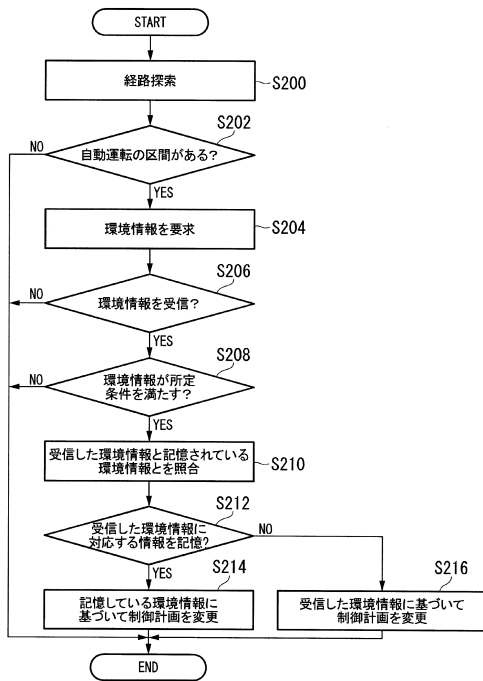 START
経路探索
S200
S202
自動運転の区間がある?
NO
YES
環境情報を要求
S204
S206
環境情報を受信?
NO
YES
S208
環境情報が所定
条件を満たす?
NO
YES
受信した環境情報と記憶されている
環境情報とを照合
S210
S212
受信した環境情報に
対応する情報を記憶?
NO
YES
S214
記憶している環境情報に
基づいて制御計画を変更
S216
受信した環境情報に基づいて
制御計画を変更
END